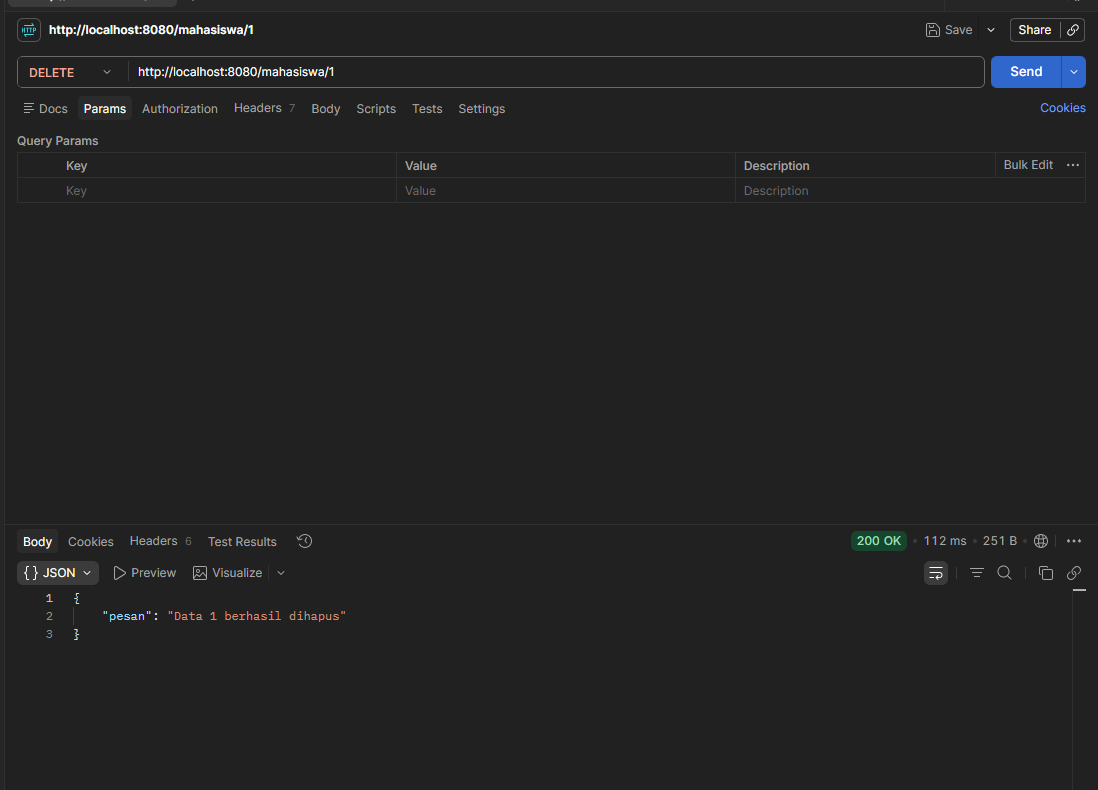 HTTP http://localhost:8080/mahasiswa/1 Save Share
DELETE http://localhost:8080/mahasiswa/1 Send
Docs Params Authorization Headers 7 Body Scripts Tests Settings Cookies
Query Params
Key Value Description Bulk Edit ...
Key Value Description
Body Cookies Headers 6 Test Results 200 OK • 112 ms • 251 B • ...
{} JSON Preview Visualize
1 {
2 "pesan": "Data 1 berhasil dihapus"
3 }